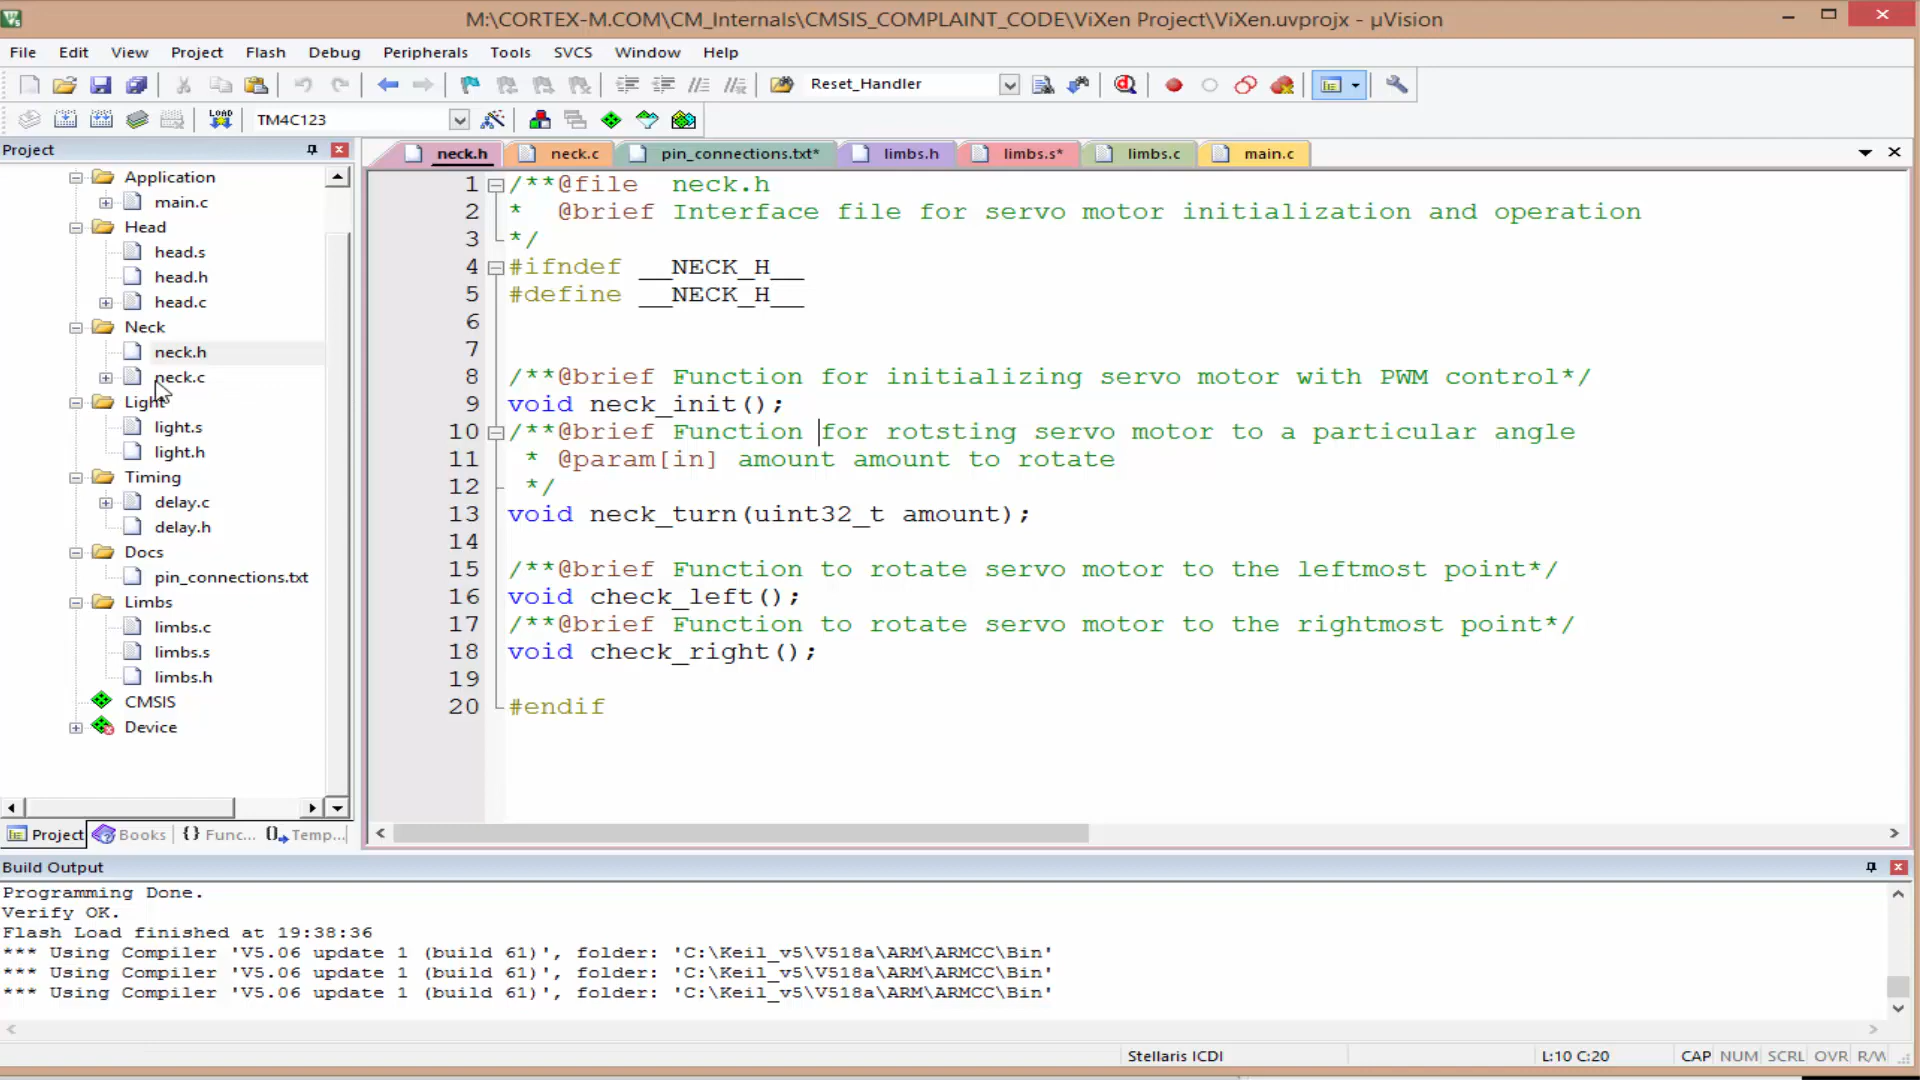 M:\CORTEX-M.COM\CM_Internals\CMSIS_COMPLAINT_CODE\ViXen Project\ViXen.uvprojx - µVision
File Edit View Project Flash Debug Peripherals Tools SVCS Window Help
Reset_Handler
LOAD TM4C123
Project
neck.h neck.c pin_connections.txt* limbs.h limbs.s* limbs.c main.c
Application
main.c
Head
head.s
head.h
head.c
Neck
neck.h
neck.c
Light
light.s
light.h
Timing
delay.c
delay.h
Docs
pin_connections.txt
Limbs
limbs.c
limbs.s
limbs.h
CMSIS
Device
Project Books {} Func... Temp...
1 /**@file neck.h
2 * @brief Interface file for servo motor initialization and operation
3 */
4 #ifndef __NECK_H__
5 #define __NECK_H__
6
7
8 /**@brief Function for initializing servo motor with PWM control*/
9 void neck_init();
10 /**@brief Function for rotsting servo motor to a particular angle
11 * @param[in] amount amount to rotate
12 */
13 void neck_turn(uint32_t amount);
14
15 /**@brief Function to rotate servo motor to the leftmost point*/
16 void check_left();
17 /**@brief Function to rotate servo motor to the rightmost point*/
18 void check_right();
19
20 #endif
Build Output
Programming Done.
Verify OK.
Flash Load finished at 19:38:36
*** Using Compiler 'V5.06 update 1 (build 61)', folder: 'C:\Keil_v5\V518a\ARM\ARMCC\Bin'
*** Using Compiler 'V5.06 update 1 (build 61)', folder: 'C:\Keil_v5\V518a\ARM\ARMCC\Bin'
*** Using Compiler 'V5.06 update 1 (build 61)', folder: 'C:\Keil_v5\V518a\ARM\ARMCC\Bin'
Stellaris ICDI L:10 C:20 CAP NUM SCRL OVR R/W